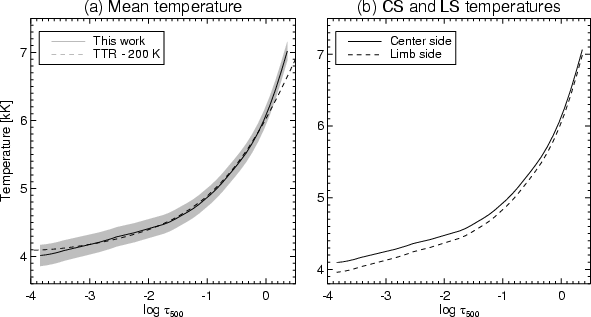 (a) Mean temperature
(b) CS and LS temperatures
This work
TTR - 200 K
Center side
Limb side
Temperature [kK]
7
6
5
4
7
6
5
4
-4 -3 -2 -1 0
-4 -3 -2 -1 0
log τ500
log τ500